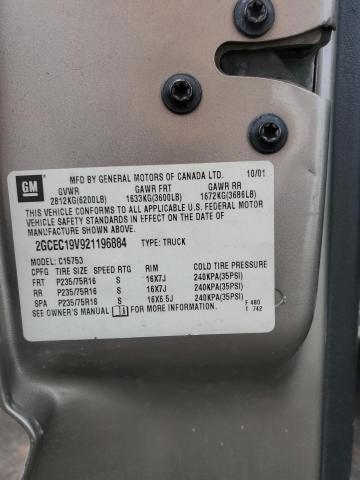 GM
MFD BY GENERAL MOTORS OF CANADA LTD. 10/01
GVWR GAWR FRT GAWR RR
2812KG(6200LB) 1633KG(3600LB) 1672KG(3686LB)
THIS VEHICLE CONFORMS TO ALL APPLICABLE U.S. FEDERAL MOTOR
VEHICLE SAFETY STANDARDS IN EFFECT ON THE DATE OF
MANUFACTURE SHOWN ABOVE.
2GCEC19V921196884 TYPE: TRUCK
MODEL: C15753
CPFG TIRE SIZE SPEED RTG RIM COLD TIRE PRESSURE
FRT P235/75R16 S 16X7J 240KPA(35PSI)
RR P235/75R16 S 16X7J 240KPA(35PSI)
SPA P235/75R16 S 16X6.5J 240KPA(35PSI)
SEE OWNER'S MANUAL FOR MORE INFORMATION.
F 480
T 742